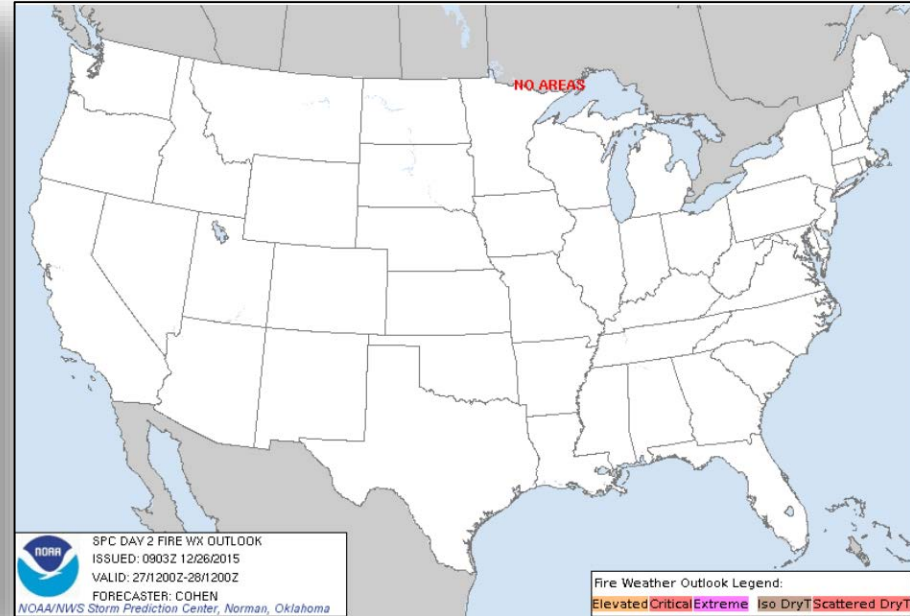 NO AREAS
NOAA
SPC DAY 2 FIRE WX OUTLOOK
ISSUED: 0903Z 12/26/2015
VALID: 27/1200Z-28/1200Z
FORECASTER: COHEN
NOAA/NWS Storm Prediction Center, Norman, Oklahoma
Fire Weather Outlook Legend:
Elevated Critical Extreme Iso DryT Scattered DryT